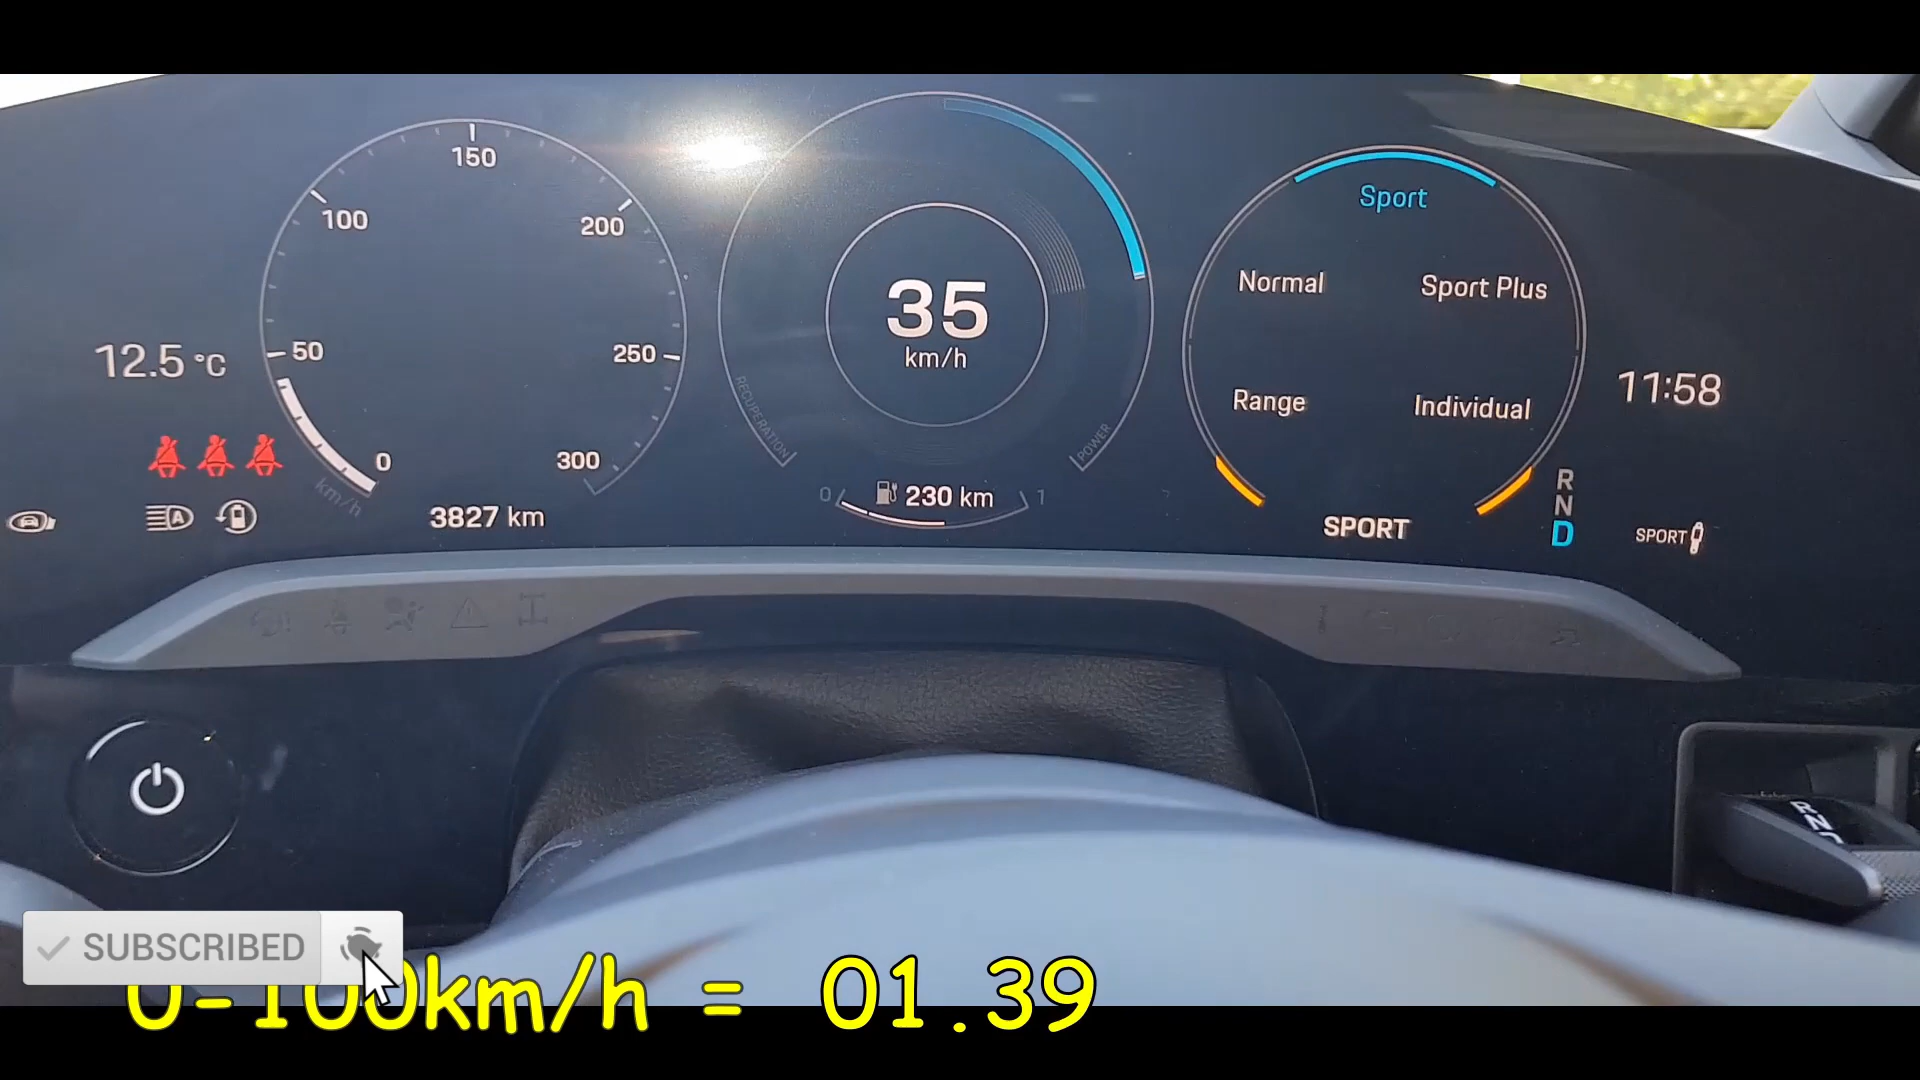 150
100
200
50
250
0
300
km/h
12.5 °C
3827 km
35
km/h
RECUPERATION
POWER
0
230 km
1
Sport
Normal
Sport Plus
Range
Individual
SPORT
11:58
R
N
D
SPORT
A
R N
SUBSCRIBED
0-100km/h = 01.39